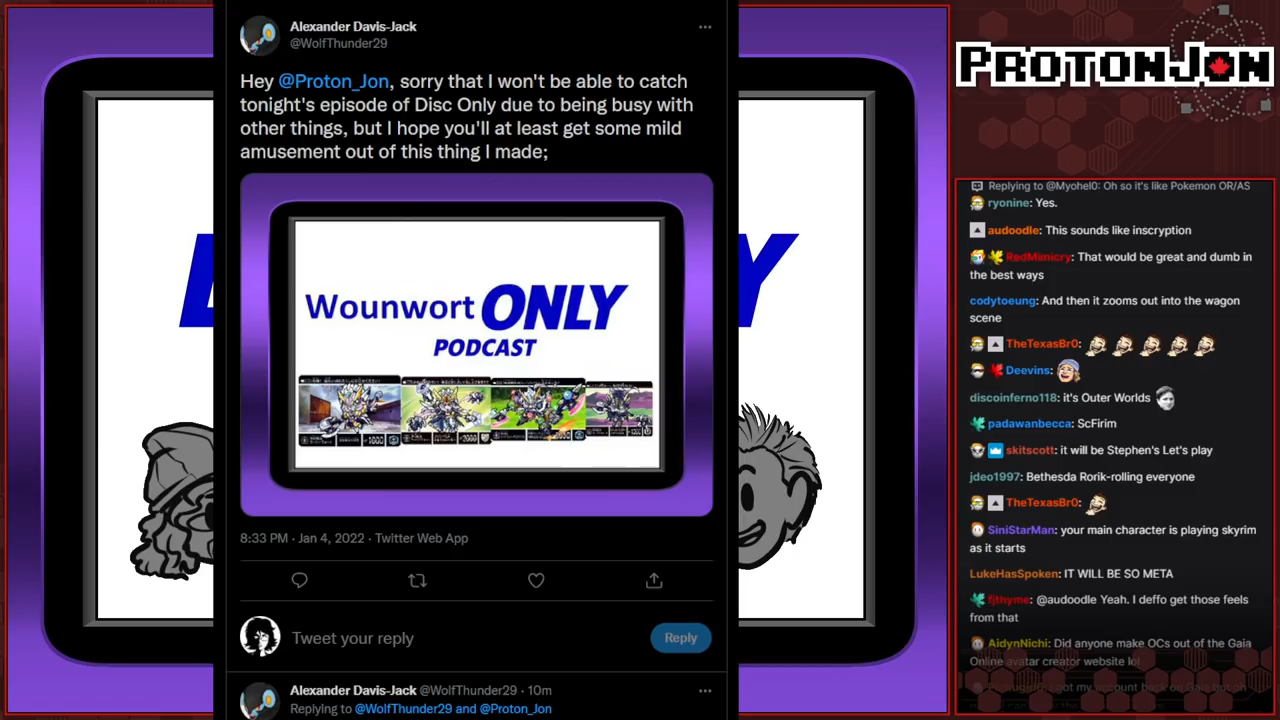 Alexander Davis-Jack
@WolfThunder29
Hey @Proton_Jon, sorry that I won't be able to catch
tonight's episode of Disc Only due to being busy with
other things, but I hope you'll at least get some mild
amusement out of this thing I made;
Wounwort ONLY
PODCAST
8:33 PM · Jan 4, 2022 · Twitter Web App
Tweet your reply
Reply
Alexander Davis-Jack @WolfThunder29 · 10m
Replying to @WolfThunder29 and @Proton_Jon
PROTONJON
Replying to @Myohel0: Oh so it's like Pokemon OR/AS
ryonine: Yes.
audoodle: This sounds like inscryption
RedMimicry: That would be great and dumb in
the best ways
codytoeung: And then it zooms out into the wagon
scene
TheTexasBr0:
Deevins:
discoinferno118: it's Outer Worlds
padawanbecca: ScFirim
skitscott: it will be Stephen's Let's play
jdeo1997: Bethesda Rorik-rolling everyone
TheTexasBr0:
SiniStarMan: your main character is playing skyrim
as it starts
LukeHasSpoken: IT WILL BE SO META
fjthyme: @audoodle Yeah. I deffo get those feels
from that
AidynNichi: Did anyone make OCs out of the Gaia
Online avatar creator website lol